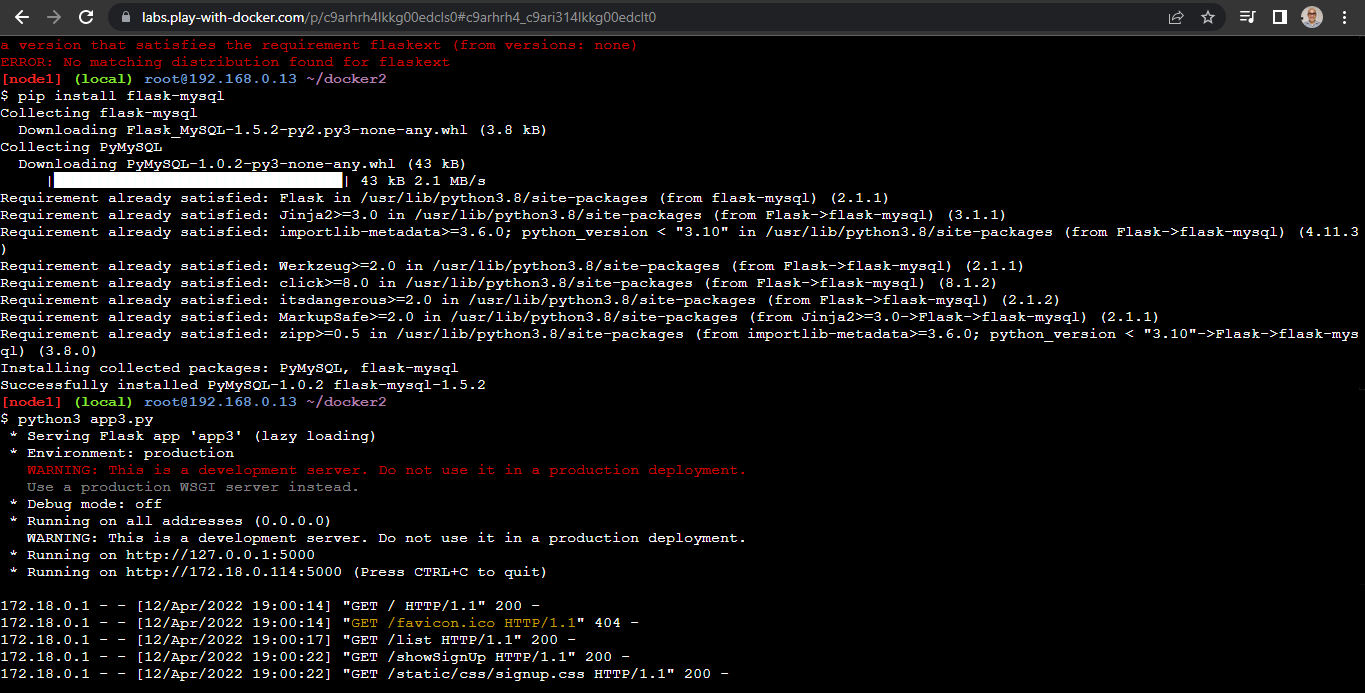 labs.play-with-docker.com/p/c9arhrh4lkkg00edcls0#c9arhrh4_c9ari314lkkg00edclt0
a version that satisfies the requirement flaskext (from versions: none)
ERROR: No matching distribution found for flaskext
[node1] (local) root@192.168.0.13 ~/docker2
$ pip install flask-mysql
Collecting flask-mysql
  Downloading Flask_MySQL-1.5.2-py2.py3-none-any.whl (3.8 kB)
Collecting PyMySQL
  Downloading PyMySQL-1.0.2-py3-none-any.whl (43 kB)
     |████████████████████████████████| 43 kB 2.1 MB/s
Requirement already satisfied: Flask in /usr/lib/python3.8/site-packages (from flask-mysql) (2.1.1)
Requirement already satisfied: Jinja2>=3.0 in /usr/lib/python3.8/site-packages (from Flask->flask-mysql) (3.1.1)
Requirement already satisfied: importlib-metadata>=3.6.0; python_version < "3.10" in /usr/lib/python3.8/site-packages (from Flask->flask-mysql) (4.11.3
)
Requirement already satisfied: Werkzeug>=2.0 in /usr/lib/python3.8/site-packages (from Flask->flask-mysql) (2.1.1)
Requirement already satisfied: click>=8.0 in /usr/lib/python3.8/site-packages (from Flask->flask-mysql) (8.1.2)
Requirement already satisfied: itsdangerous>=2.0 in /usr/lib/python3.8/site-packages (from Flask->flask-mysql) (2.1.2)
Requirement already satisfied: MarkupSafe>=2.0 in /usr/lib/python3.8/site-packages (from Jinja2>=3.0->Flask->flask-mysql) (2.1.1)
Requirement already satisfied: zipp>=0.5 in /usr/lib/python3.8/site-packages (from importlib-metadata>=3.6.0; python_version < "3.10"->Flask->flask-mys
ql) (3.8.0)
Installing collected packages: PyMySQL, flask-mysql
Successfully installed PyMySQL-1.0.2 flask-mysql-1.5.2
[node1] (local) root@192.168.0.13 ~/docker2
$ python3 app3.py
 * Serving Flask app 'app3' (lazy loading)
 * Environment: production
   WARNING: This is a development server. Do not use it in a production deployment.
   Use a production WSGI server instead.
 * Debug mode: off
 * Running on all addresses (0.0.0.0)
   WARNING: This is a development server. Do not use it in a production deployment.
 * Running on http://127.0.0.1:5000
 * Running on http://172.18.0.114:5000 (Press CTRL+C to quit)
172.18.0.1 - - [12/Apr/2022 19:00:14] "GET / HTTP/1.1" 200 -
172.18.0.1 - - [12/Apr/2022 19:00:14] "GET /favicon.ico HTTP/1.1" 404 -
172.18.0.1 - - [12/Apr/2022 19:00:17] "GET /list HTTP/1.1" 200 -
172.18.0.1 - - [12/Apr/2022 19:00:22] "GET /showSignUp HTTP/1.1" 200 -
172.18.0.1 - - [12/Apr/2022 19:00:22] "GET /static/css/signup.css HTTP/1.1" 200 -